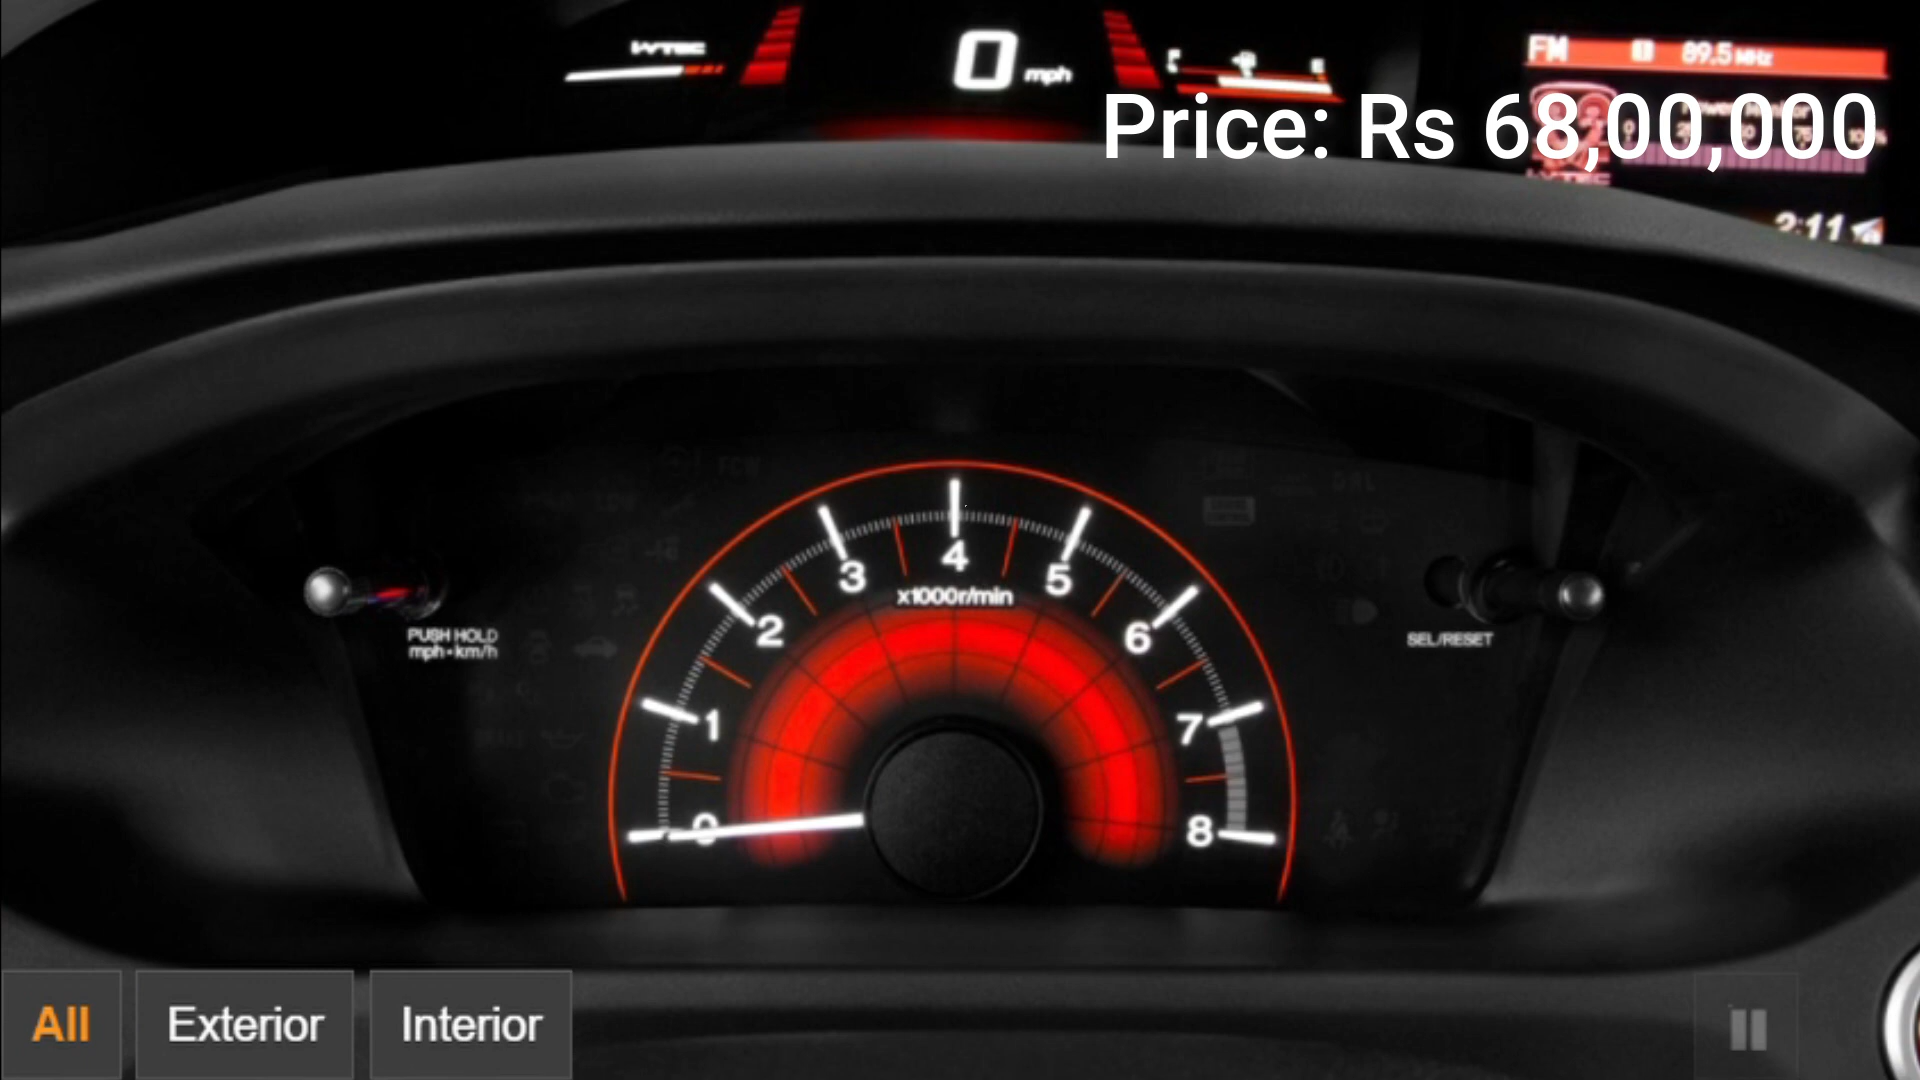 i-VTEC
0 mph
F E
FM 1 89.5 MHz
Price: Rs 68,00,000
2:11
4
3 5
x1000r/min
2 6
1 7
0 8
PUSH HOLD
mph•km/h
SEL/RESET
All Exterior Interior